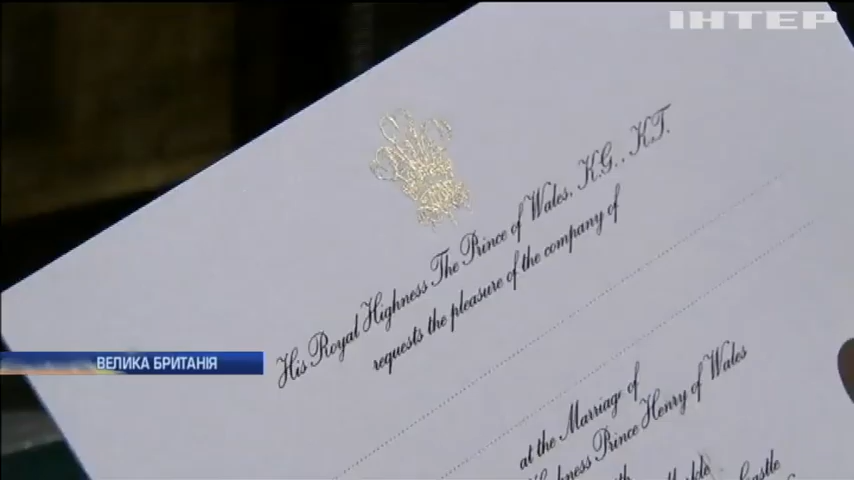 ІНТЕР
His Royal Highness The Prince of Wales, K.G., K.T.
requests the pleasure of the company of
at the Marriage of
Prince Henry of Wales
Castle
ВЕЛИКА БРИТАНІЯ